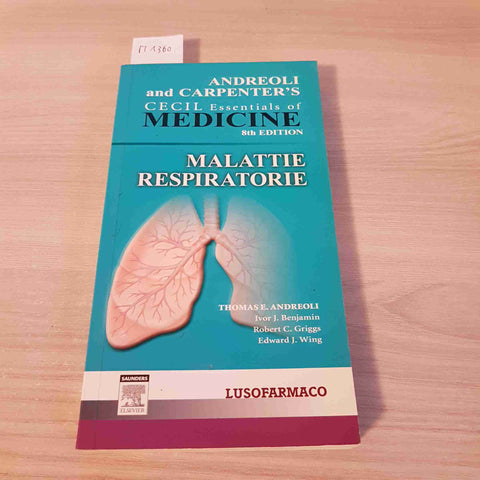 ANDREOLI
and CARPENTER'S
CECIL Essentials of
MEDICINE
8th EDITION
MALATTIE
RESPIRATORIE
THOMAS E. ANDREOLI
Ivor J. Benjamin
Robert C. Griggs
Edward J. Wing
SAUNDERS
ELSEVIER
LUSOFARMACO